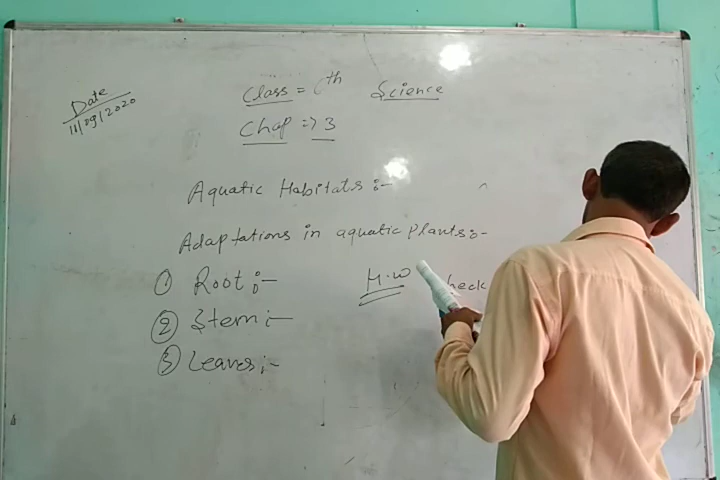 Date
11/09/2020
Class = 6th Science
Chap => 3
Aquatic Habitats :-
Adaptations in aquatic plants :-
① Root :-
H.W
② Stem :-
③ Leaves :-